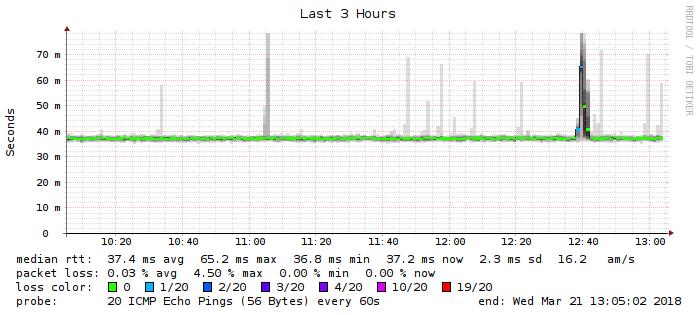 Last 3 Hours
RRDTOOL / TOBI OETIKER
Seconds
70 m
60 m
50 m
40 m
30 m
20 m
10 m
0
10:20 10:40 11:00 11:20 11:40 12:00 12:20 12:40 13:00
median rtt: 37.4 ms avg 65.2 ms max 36.8 ms min 37.2 ms now 2.3 ms sd 16.2 am/s
packet loss: 0.03 % avg 4.50 % max 0.00 % min 0.00 % now
loss color: 0 1/20 2/20 3/20 4/20 10/20 19/20
probe: 20 ICMP Echo Pings (56 Bytes) every 60s end: Wed Mar 21 13:05:02 2018